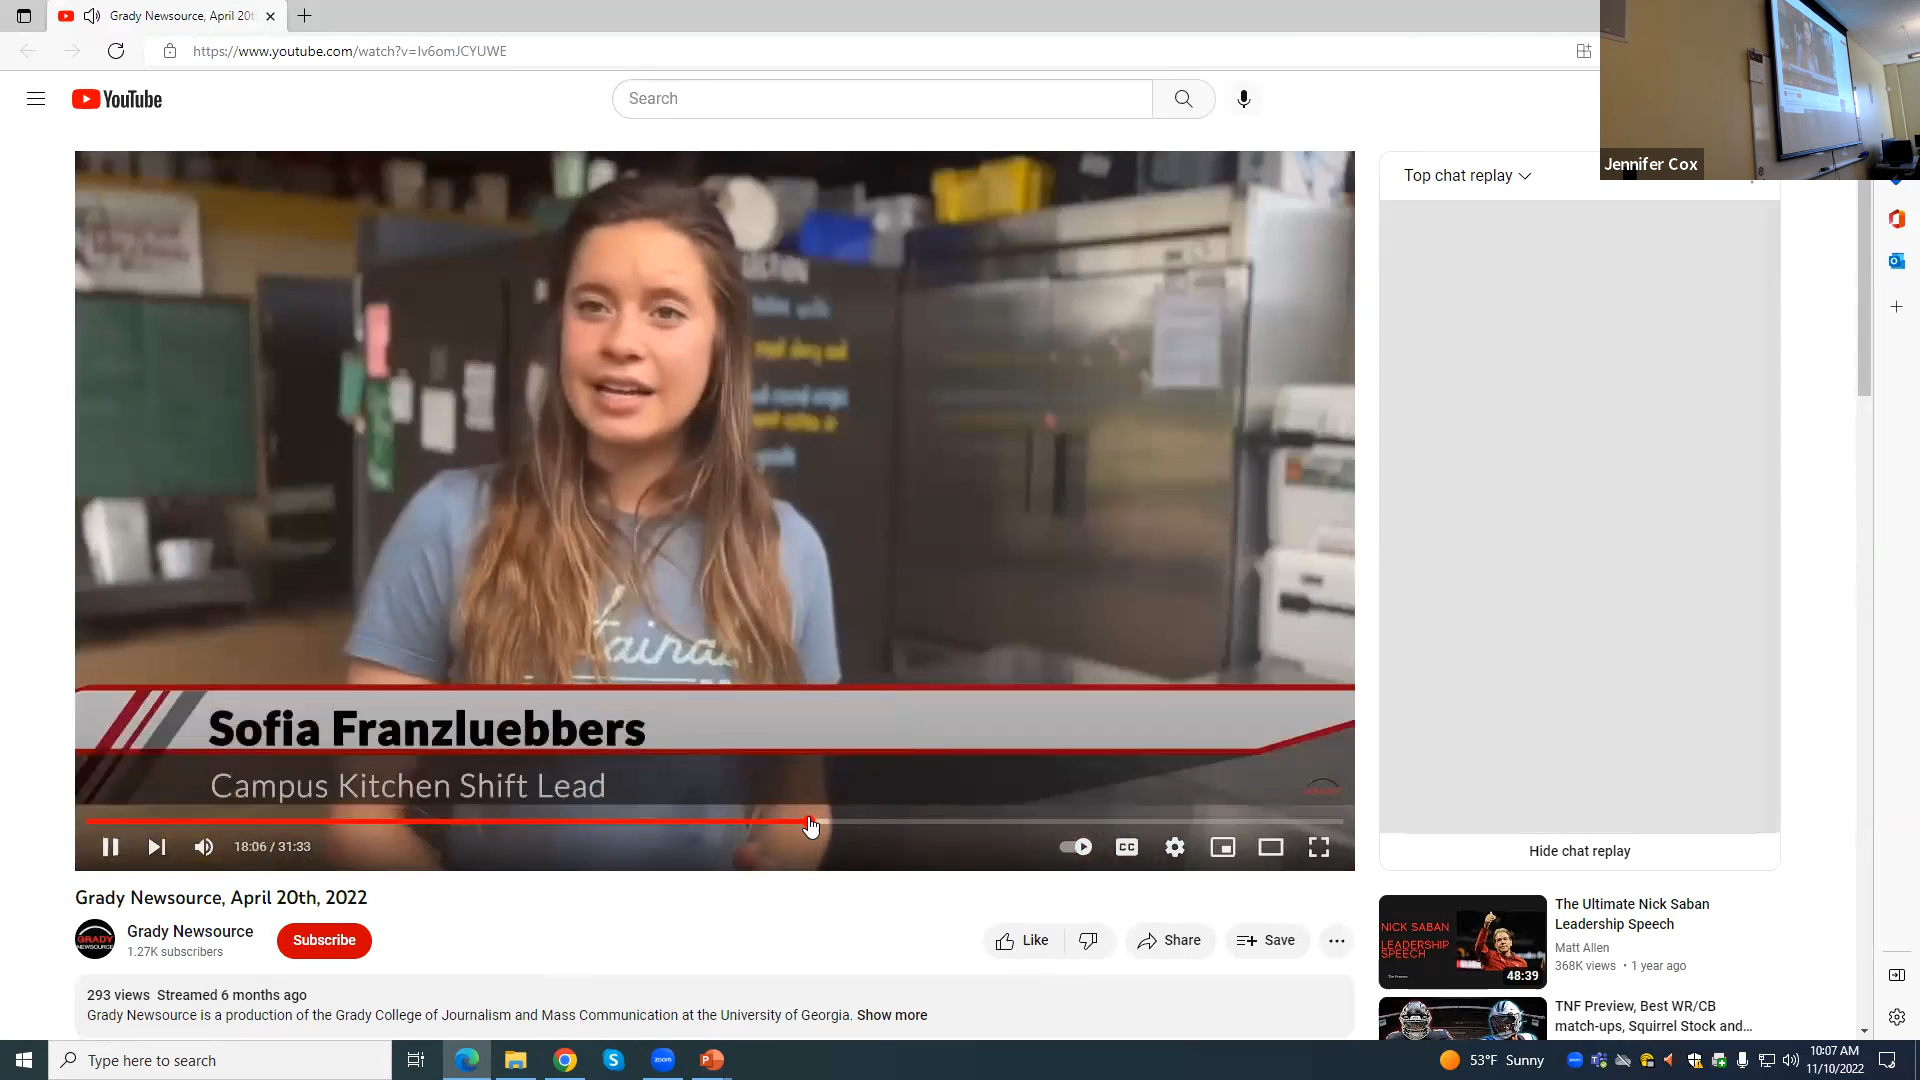 Grady Newsource, April 20t
https://www.youtube.com/watch?v=lv6omJCYUWE
YouTube
Search
Jennifer Cox
Top chat replay
Sofia Franzluebbers
Campus Kitchen Shift Lead
18:06 / 31:33
CC
Hide chat replay
Grady Newsource, April 20th, 2022
GRADY
NEWSOURCE
Grady Newsource
1.27K subscribers
Subscribe
Like
Share
Save
293 views Streamed 6 months ago
Grady Newsource is a production of the Grady College of Journalism and Mass Communication at the University of Georgia. Show more
NICK SABAN
LEADERSHIP
SPEECH
48:39
The Ultimate Nick Saban
Leadership Speech
Matt Allen
368K views • 1 year ago
TNF Preview, Best WR/CB
match-ups, Squirrel Stock and...
Type here to search
zoom
53°F Sunny
10:07 AM
11/10/2022